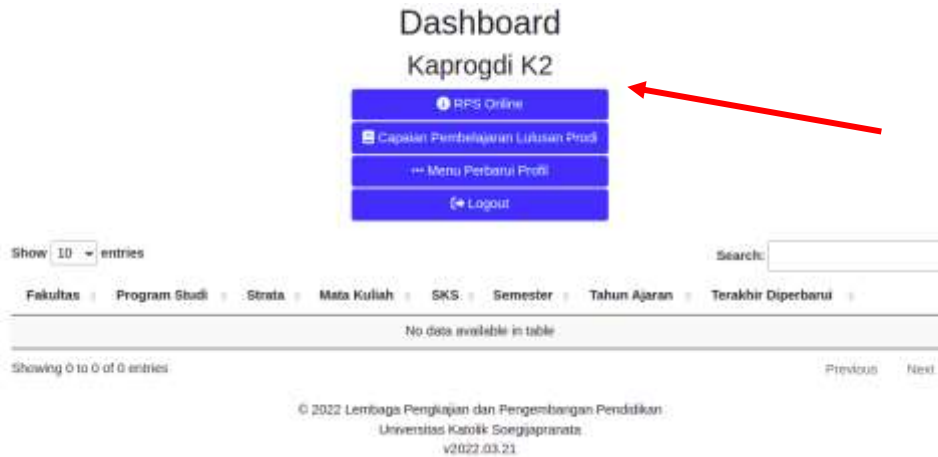 Dashboard
Kaprogdi K2
RPS Online
Capaian Pembelajaran Lulusan Prodi
Menu Perbarui Profil
Logout
Show 10 entries
Search:
Fakultas Program Studi Strata Mata Kuliah SKS Semester Tahun Ajaran Terakhir Diperbarui
No data available in table
Showing 0 to 0 of 0 entries
Previous Next
© 2022 Lembaga Pengkajian dan Pengembangan Pendidikan
Universitas Katolik Soegijapranata
v2022.03.21